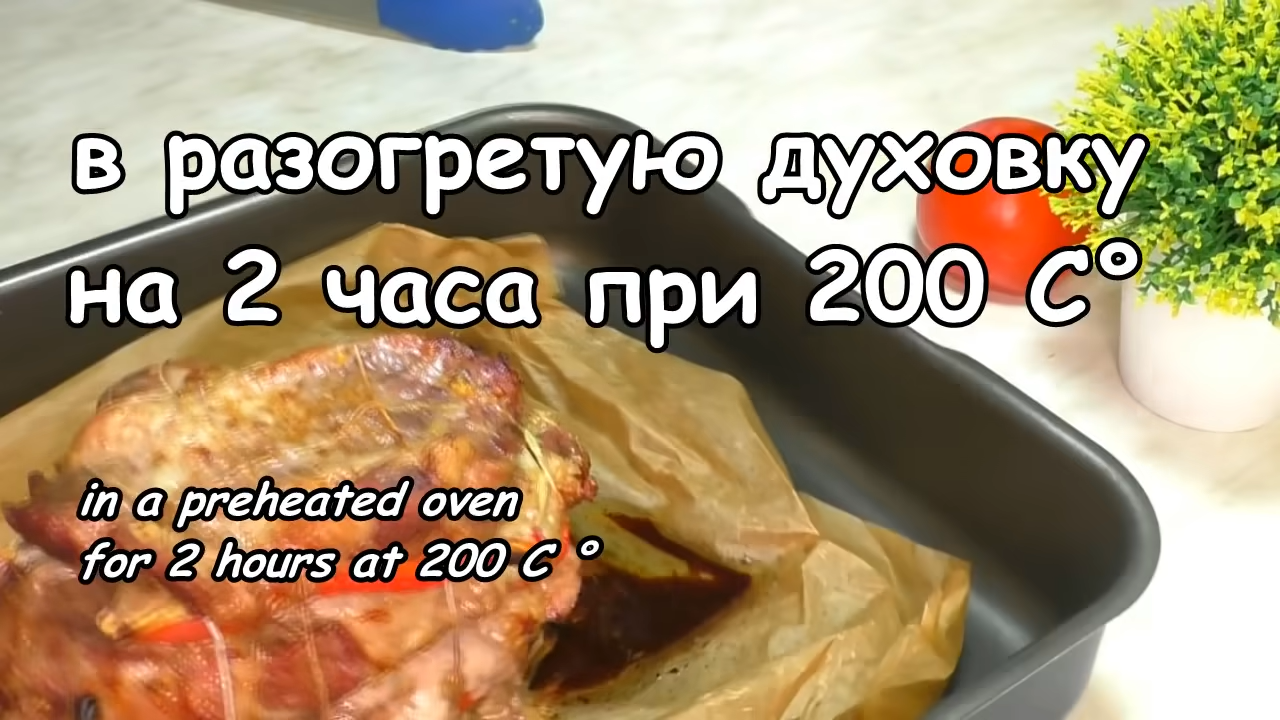 в разогретую духовку
на 2 часа при 200 С°
in a preheated oven
for 2 hours at 200 C °